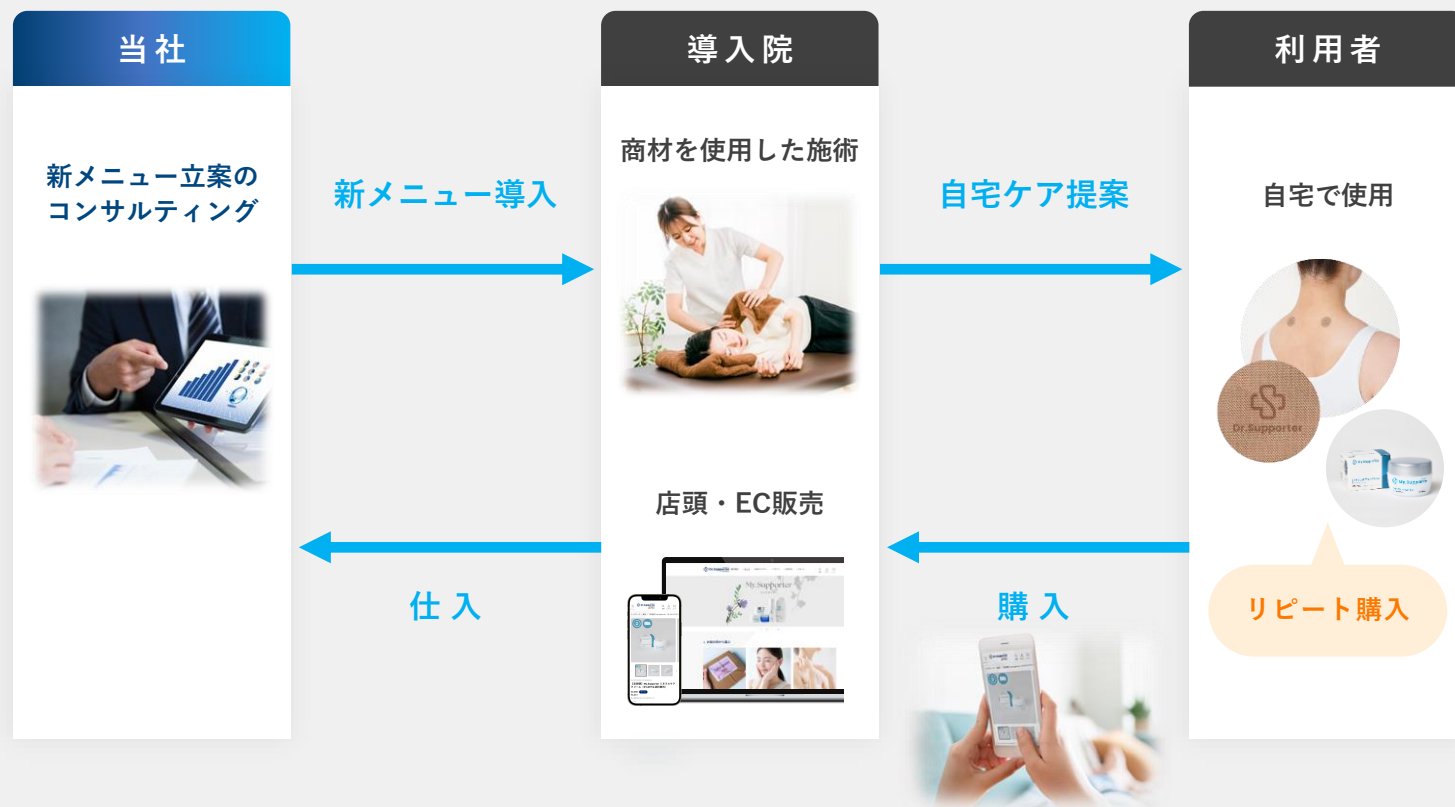 当社
導入院
利用者
新メニュー立案の
コンサルティング
新メニュー導入
商材を使用した施術
自宅ケア提案
自宅で使用
Dr.Supporter
店頭・EC販売
仕入
My Supporter
購入
リピート購入